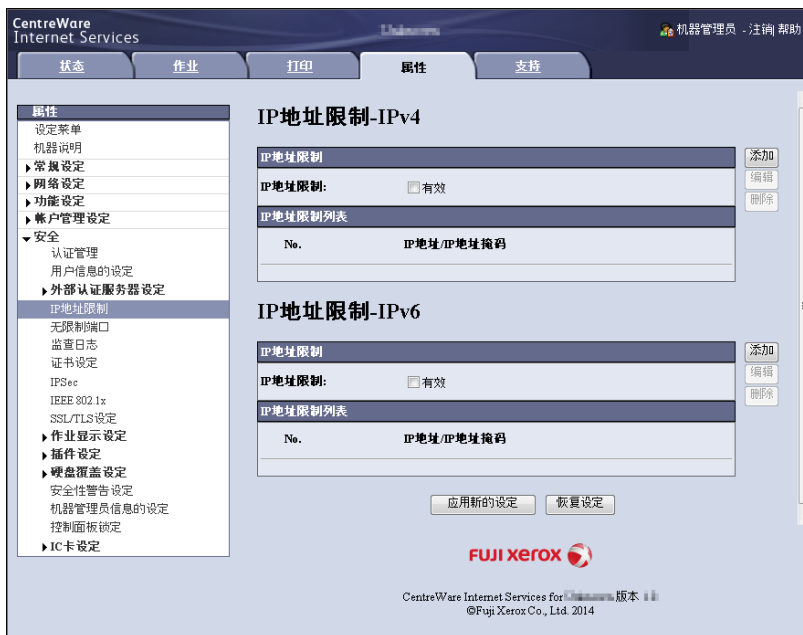 CentreWare
Internet Services
机器管理员 - 注销 帮助
状态 作业 打印 属性 支持
属性
设定菜单
机器说明
常规设定
网络设定
功能设定
帐户管理设定
安全
认证管理
用户信息的设定
外部认证服务器设定
IP地址限制
无限制端口
监查日志
证书设定
IPSec
IEEE 802.1x
SSL/TLS设定
作业显示设定
插件设定
硬盘覆盖设定
安全性警告设定
机器管理员信息的设定
控制面板锁定
IC卡设定
IP地址限制-IPv4
IP地址限制
IP地址限制: 有效
IP地址限制列表
No. IP地址/IP地址掩码
添加
编辑
删除
IP地址限制-IPv6
IP地址限制
IP地址限制: 有效
IP地址限制列表
No. IP地址/IP地址掩码
添加
编辑
删除
应用新的设定 恢复设定
FUJI xerox
CentreWare Internet Services for 版本
©Fuji Xerox Co., Ltd. 2014